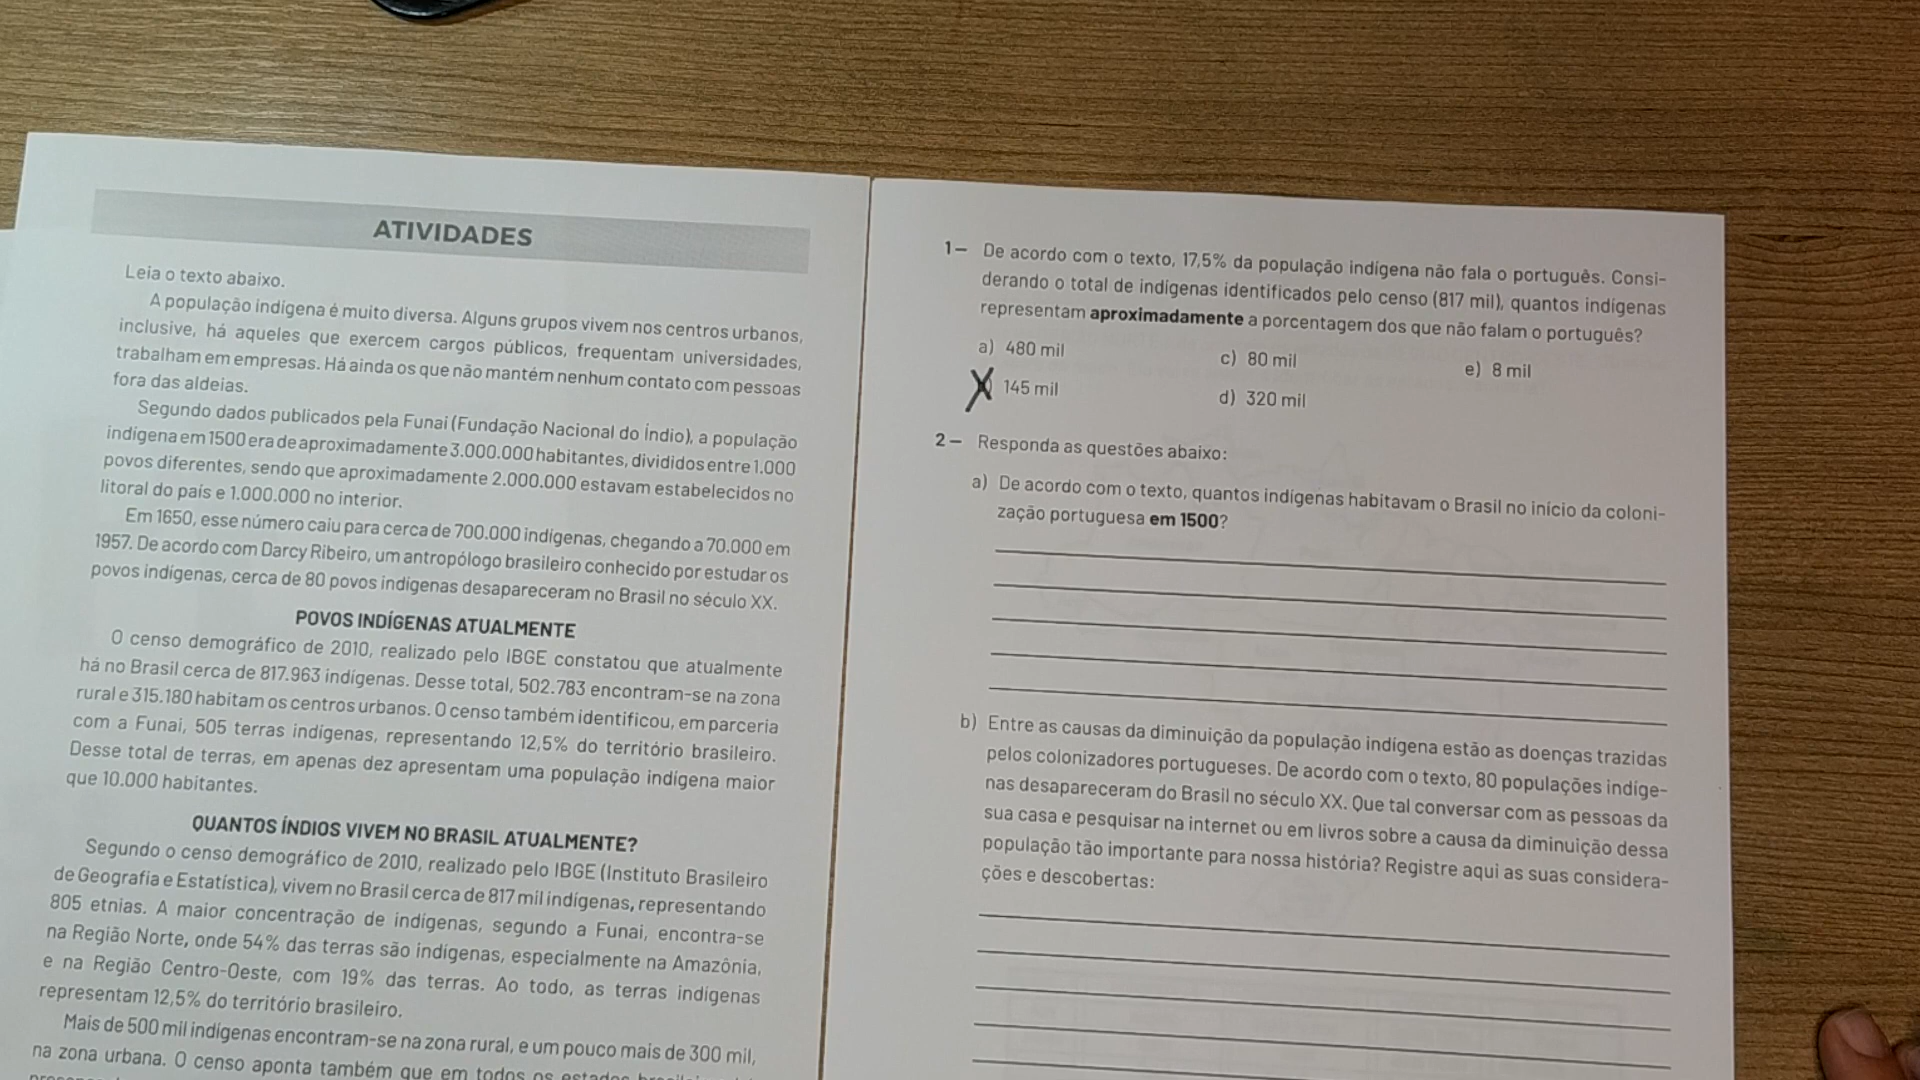 ATIVIDADES
Leia o texto abaixo.
A população indígena é muito diversa. Alguns grupos vivem nos centros urbanos,
inclusive, há aqueles que exercem cargos públicos, frequentam universidades,
trabalham em empresas. Há ainda os que não mantém nenhum contato com pessoas
fora das aldeias.
Segundo dados publicados pela Funai (Fundação Nacional do Índio), a população
indígena em 1500 era de aproximadamente 3.000.000 habitantes, divididos entre 1.000
povos diferentes, sendo que aproximadamente 2.000.000 estavam estabelecidos no
litoral do país e 1.000.000 no interior.
Em 1650, esse número caiu para cerca de 700.000 indígenas, chegando a 70.000 em
1957. De acordo com Darcy Ribeiro, um antropólogo brasileiro conhecido por estudar os
povos indígenas, cerca de 80 povos indígenas desapareceram no Brasil no século XX.
POVOS INDÍGENAS ATUALMENTE
O censo demográfico de 2010, realizado pelo IBGE constatou que atualmente
há no Brasil cerca de 817.963 indígenas. Desse total, 502.783 encontram-se na zona
rural e 315.180 habitam os centros urbanos. O censo também identificou, em parceria
com a Funai, 505 terras indígenas, representando 12,5% do território brasileiro.
Desse total de terras, em apenas dez apresentam uma população indígena maior
que 10.000 habitantes.
QUANTOS ÍNDIOS VIVEM NO BRASIL ATUALMENTE?
Segundo o censo demográfico de 2010, realizado pelo IBGE (Instituto Brasileiro
de Geografia e Estatística), vivem no Brasil cerca de 817 mil indígenas, representando
805 etnias. A maior concentração de indígenas, segundo a Funai, encontra-se
na Região Norte, onde 54% das terras são indígenas, especialmente na Amazônia,
e na Região Centro-Oeste, com 19% das terras. Ao todo, as terras indígenas
representam 12,5% do território brasileiro.
Mais de 500 mil indígenas encontram-se na zona rural, e um pouco mais de 300 mil,
na zona urbana. O censo aponta também que em todos os estados
1 – De acordo com o texto, 17,5% da população indígena não fala o português. Consi-
derando o total de indígenas identificados pelo censo (817 mil), quantos indígenas
representam aproximadamente a porcentagem dos que não falam o português?
a) 480 mil
c) 80 mil
e) 8 mil
145 mil
d) 320 mil
2 – Responda as questões abaixo:
a) De acordo com o texto, quantos indígenas habitavam o Brasil no início da coloni-
zação portuguesa em 1500?
b) Entre as causas da diminuição da população indígena estão as doenças trazidas
pelos colonizadores portugueses. De acordo com o texto, 80 populações indíge-
nas desapareceram do Brasil no século XX. Que tal conversar com as pessoas da
sua casa e pesquisar na internet ou em livros sobre a causa da diminuição dessa
população tão importante para nossa história? Registre aqui as suas considera-
ções e descobertas: